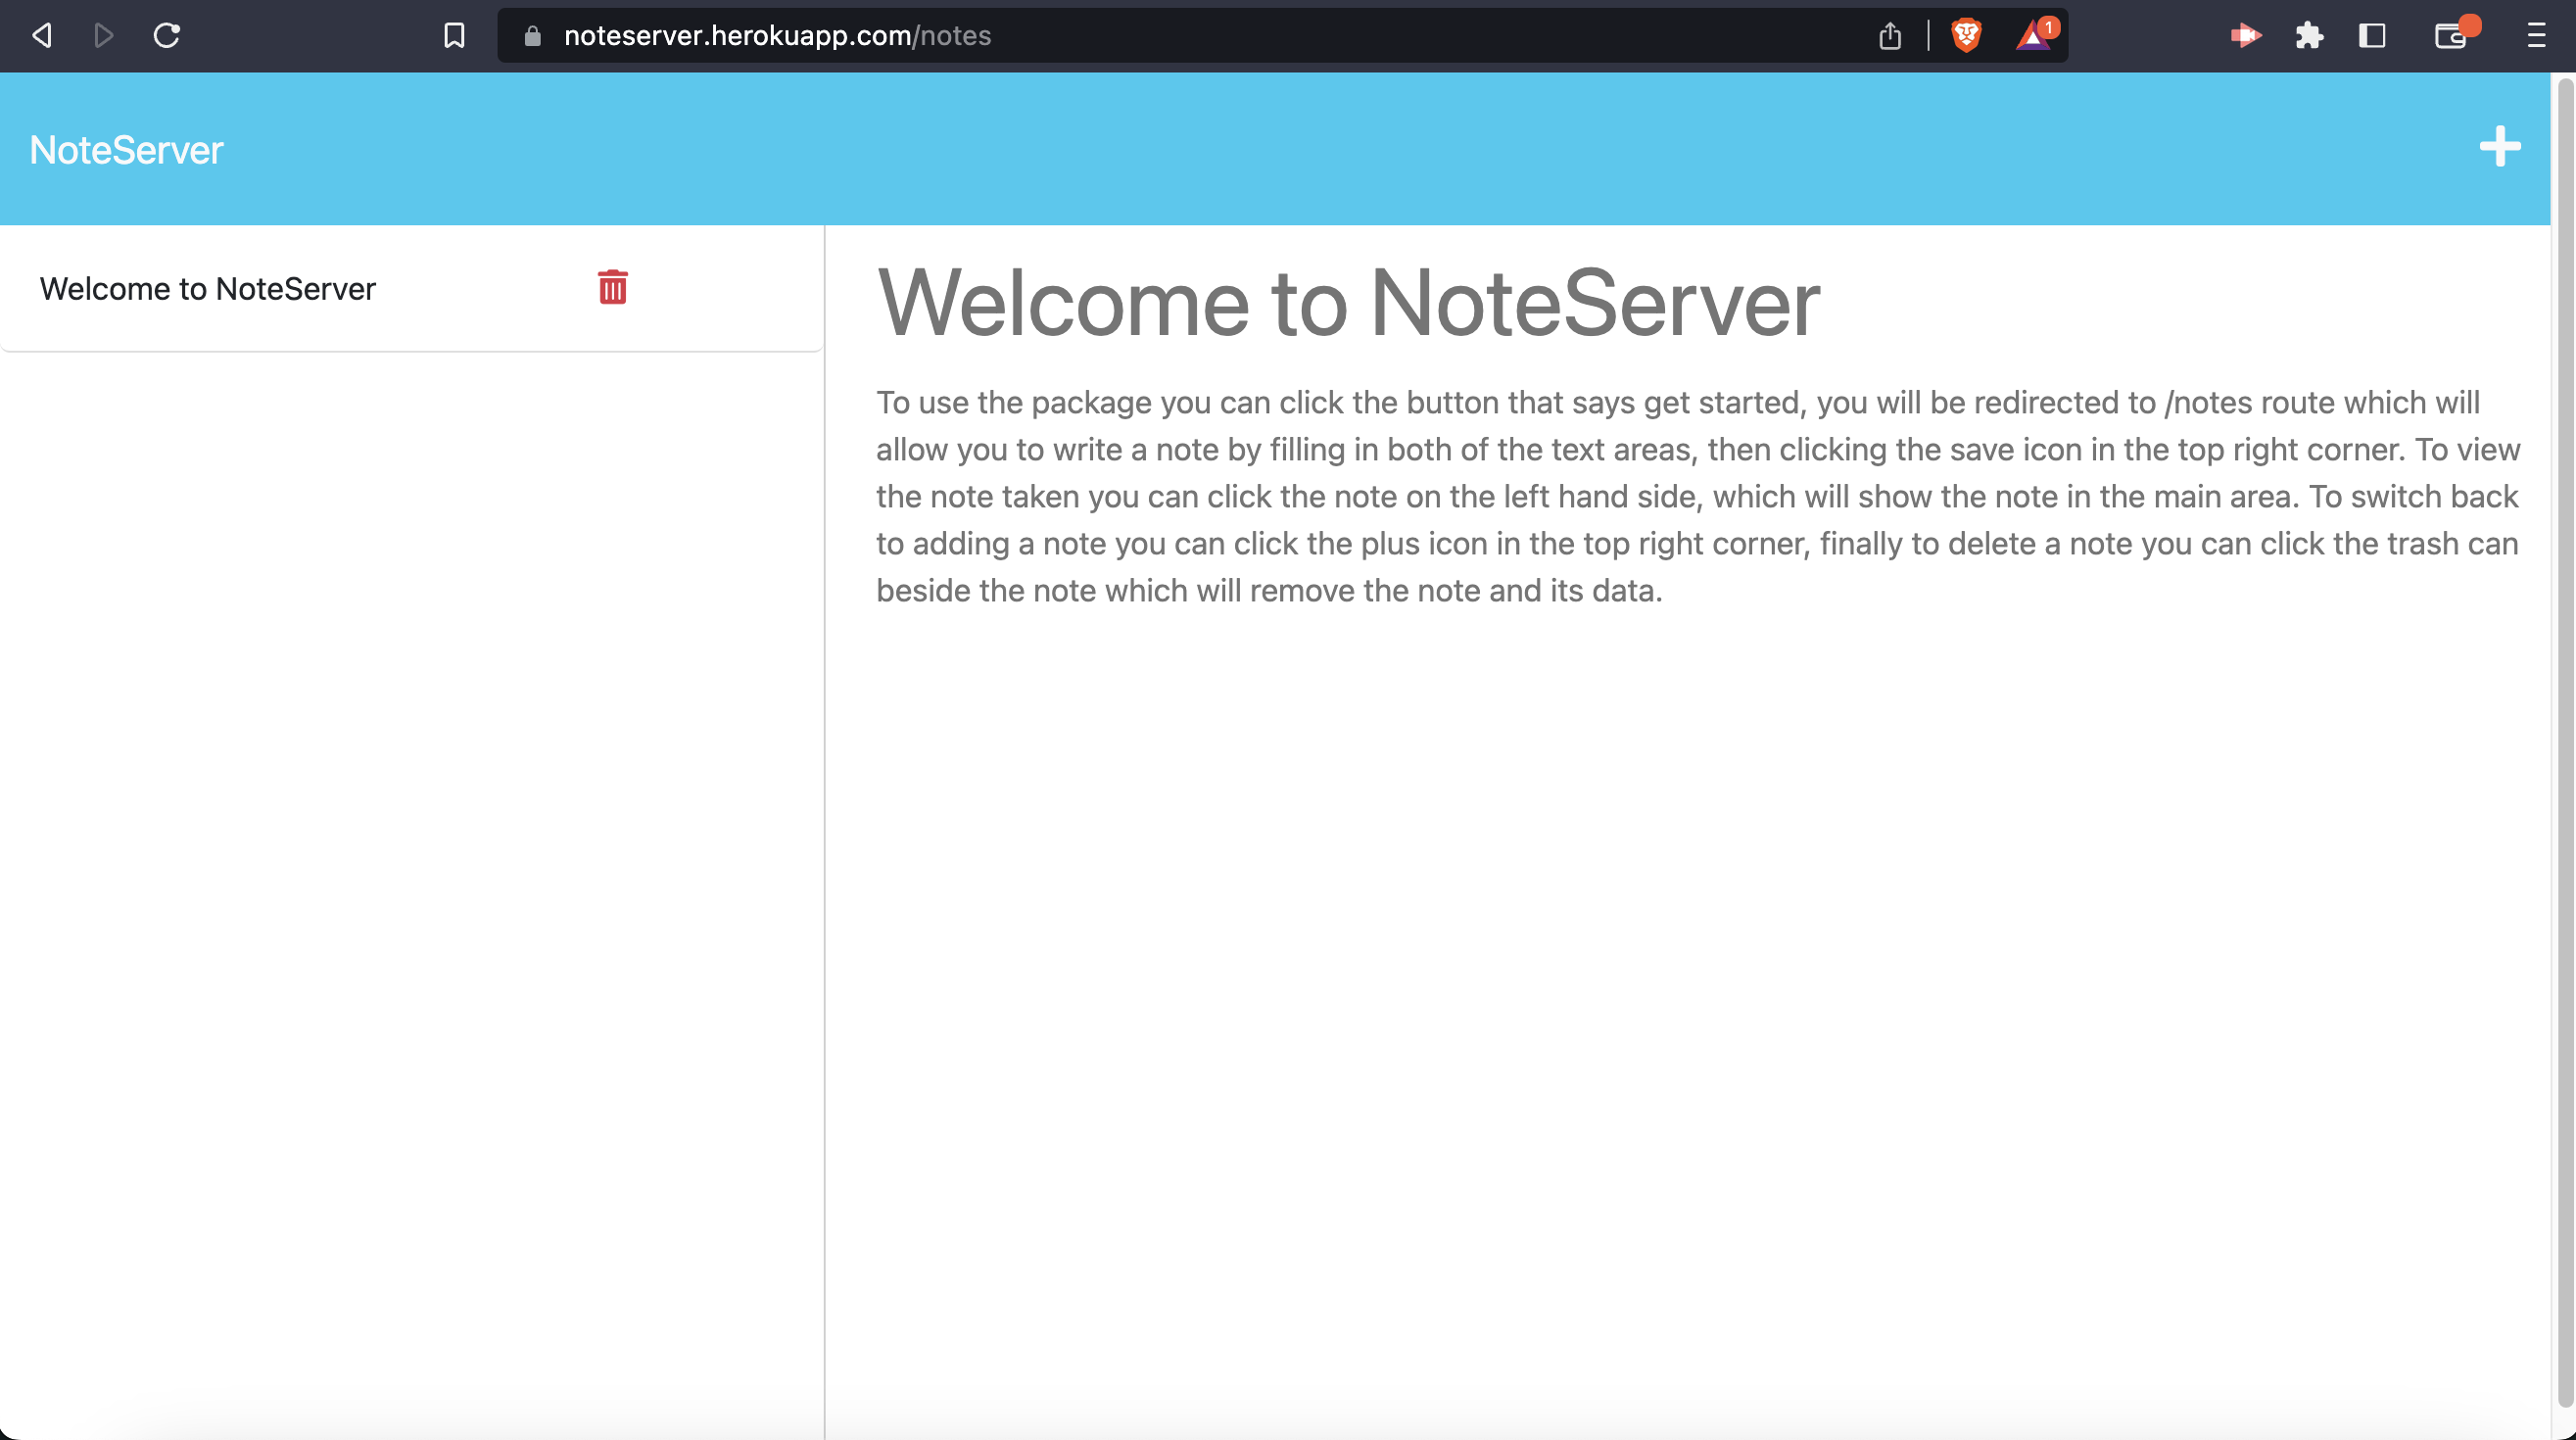 noteserver.herokuapp.com/notes
1
NoteServer
Welcome to NoteServer
Welcome to NoteServer
To use the package you can click the button that says get started, you will be redirected to /notes route which will
allow you to write a note by filling in both of the text areas, then clicking the save icon in the top right corner. To view
the note taken you can click the note on the left hand side, which will show the note in the main area. To switch back
to adding a note you can click the plus icon in the top right corner, finally to delete a note you can click the trash can
beside the note which will remove the note and its data.